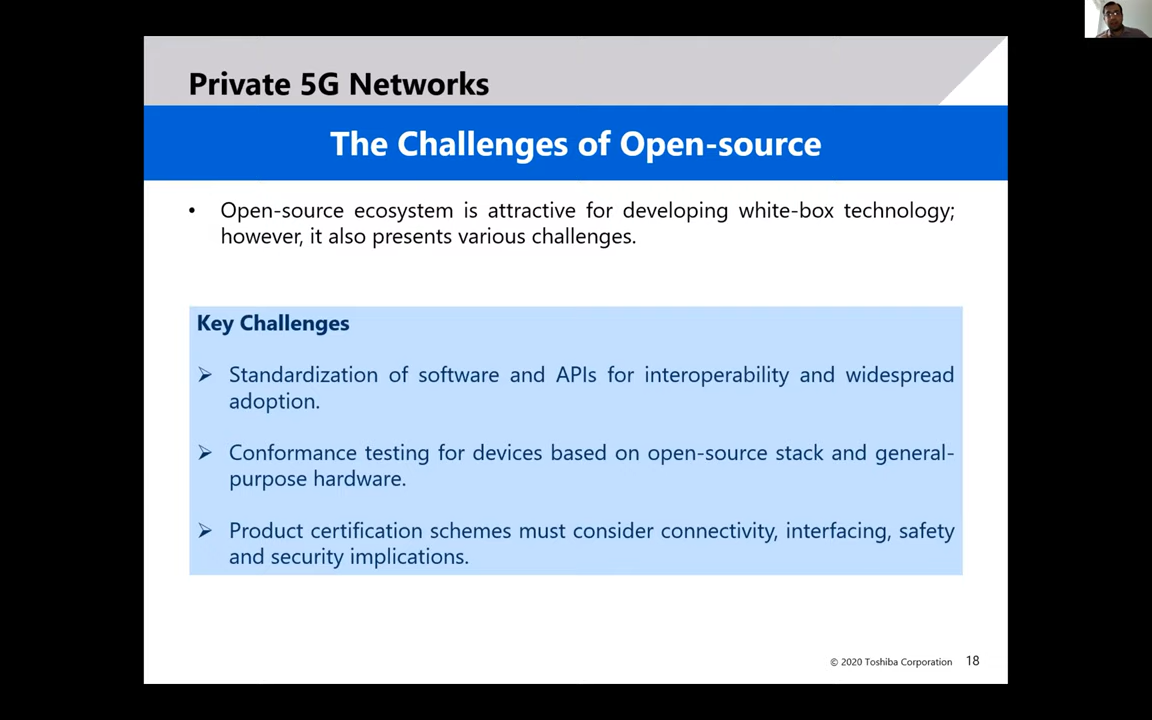 Private 5G Networks
The Challenges of Open-source
• Open-source ecosystem is attractive for developing white-box technology;
however, it also presents various challenges.
Key Challenges
➢ Standardization of software and APIs for interoperability and widespread
adoption.
➢ Conformance testing for devices based on open-source stack and general-
purpose hardware.
➢ Product certification schemes must consider connectivity, interfacing, safety
and security implications.
© 2020 Toshiba Corporation 18